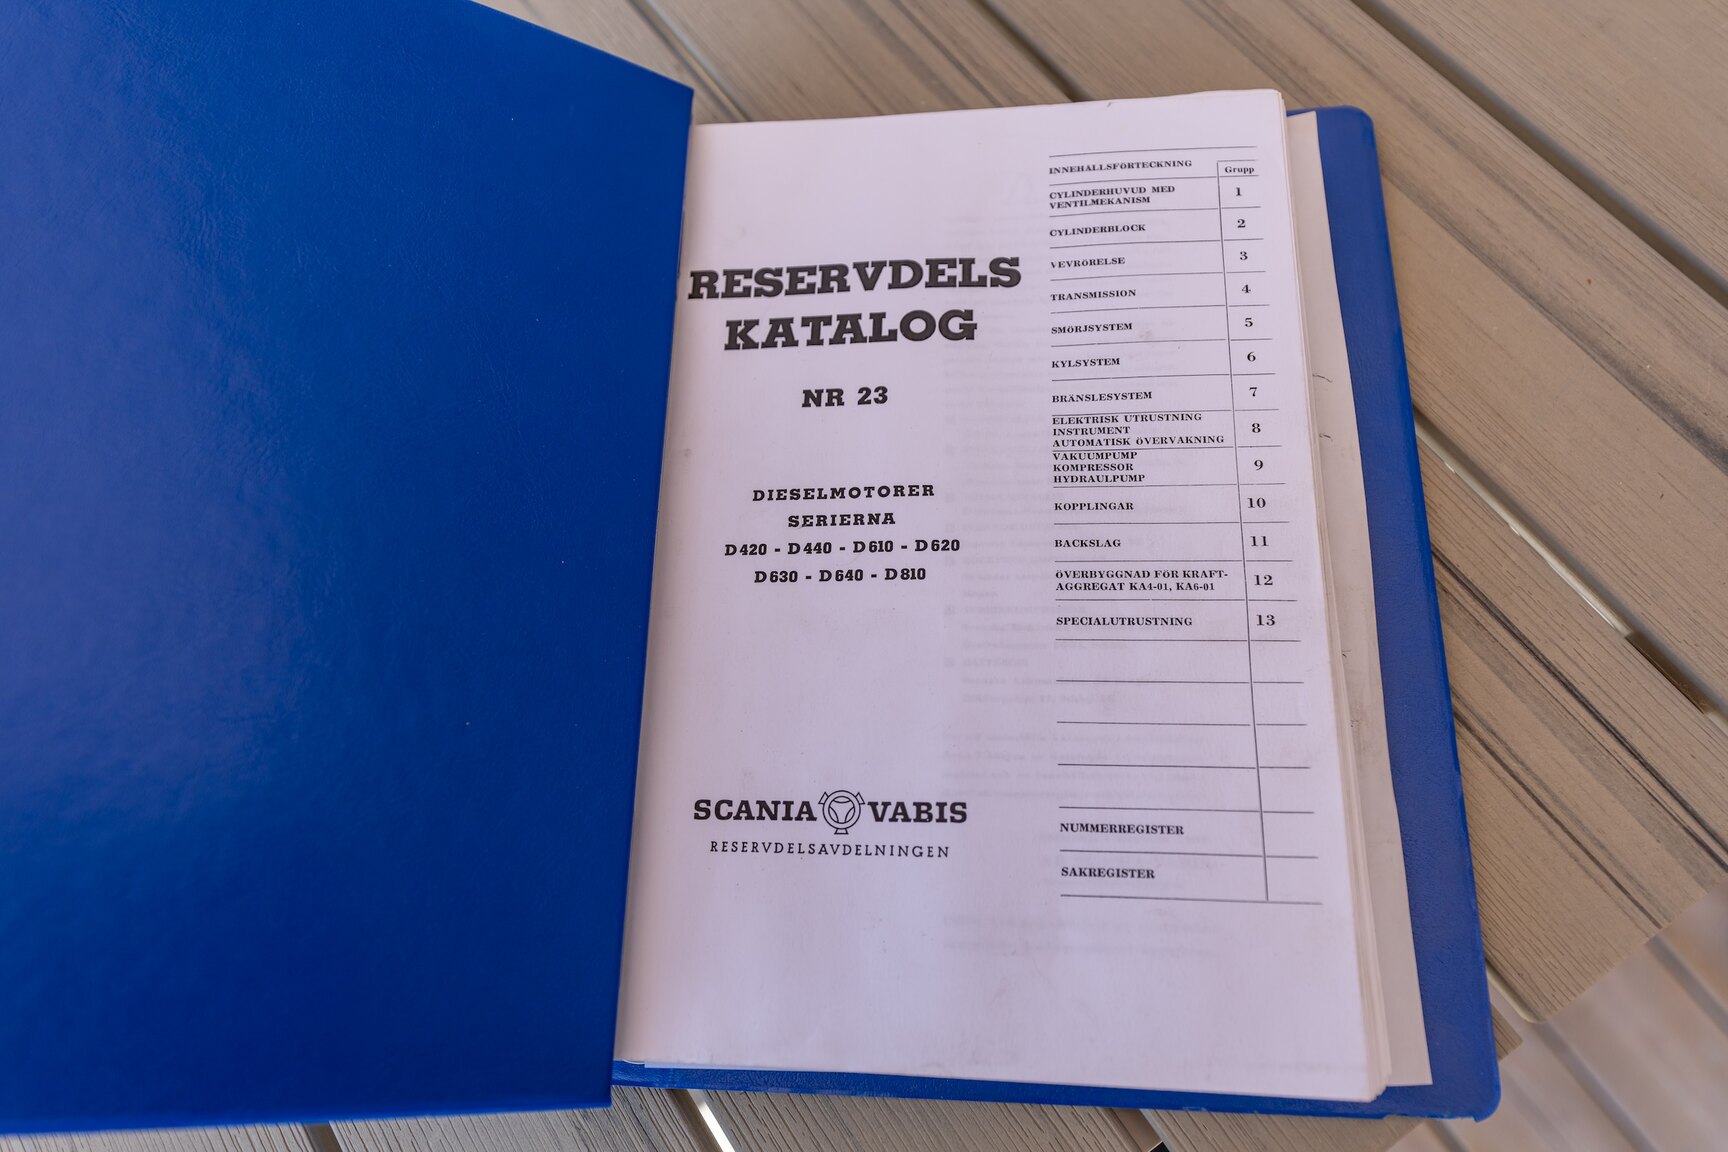 RESERVDELS
KATALOG
NR 23
DIESELMOTORER
SERIERNA
D420 - D440 - D610 - D620
D630 - D640 - D810
SCANIA VABIS
RESERVDELSAVDELNINGEN
INNEHÅLLSFÖRTECKNING
Grupp
CYLINDERHUVUD MED
VENTILMEKANISM
1
CYLINDERBLOCK
2
VEVRÖRELSE
3
TRANSMISSION
4
SMÖRJSYSTEM
5
KYLSYSTEM
6
BRÄNSLESYSTEM
7
ELEKTRISK UTRUSTNING
INSTRUMENT
AUTOMATISK ÖVERVAKNING
8
VAKUUMPUMP
KOMPRESSOR
HYDRAULPUMP
9
KOPPLINGAR
10
BACKSLAG
11
ÖVERBYGGNAD FÖR KRAFT-
AGGREGAT KA4-01, KA6-01
12
SPECIALUTRUSTNING
13
NUMMERREGISTER
SAKREGISTER